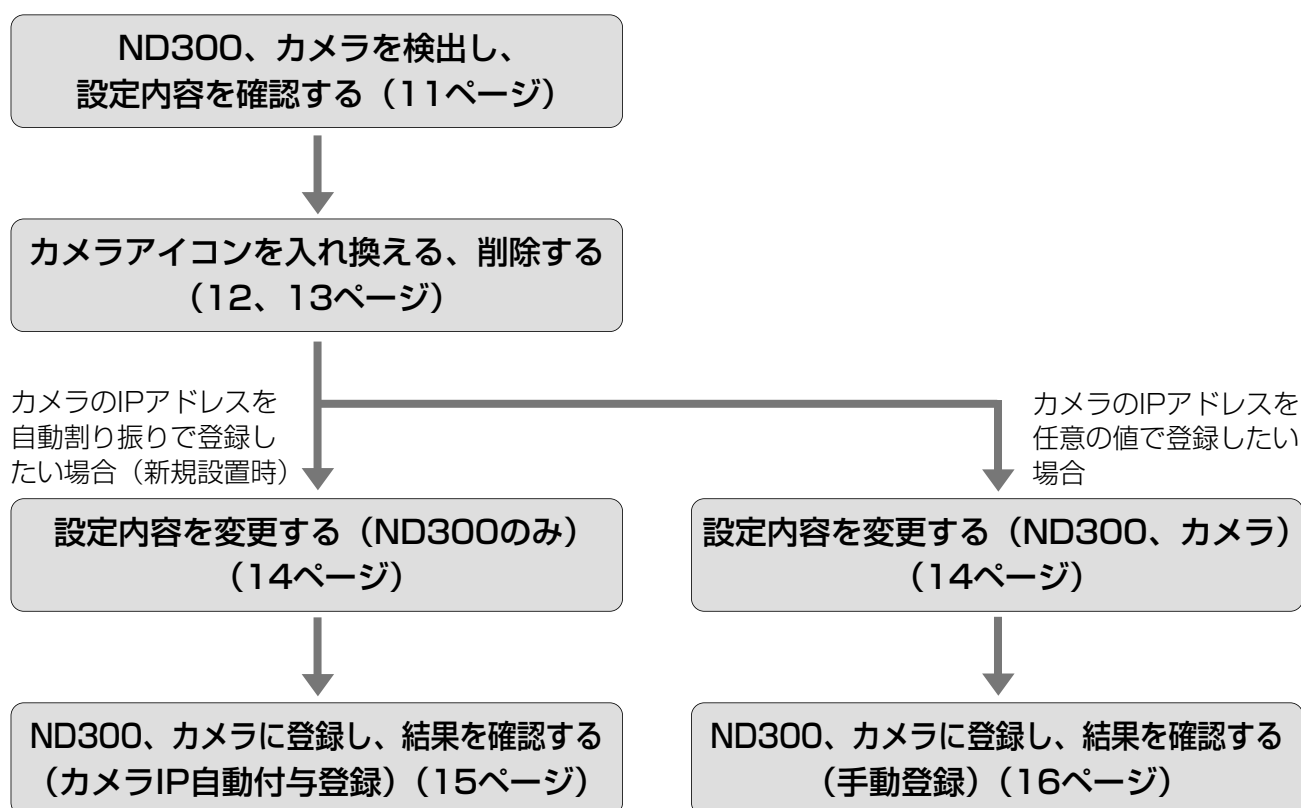 ND300、カメラを検出し、
設定内容を確認する（11ページ）
カメラアイコンを入れ換える、削除する
（12、13ページ）
カメラのIPアドレスを
自動割り振りで登録し
たい場合（新規設置時）
カメラのIPアドレスを
任意の値で登録したい
場合
設定内容を変更する（ND300のみ）
（14ページ）
設定内容を変更する（ND300、カメラ）
（14ページ）
ND300、カメラに登録し、結果を確認する
（カメラIP自動付与登録）（15ページ）
ND300、カメラに登録し、結果を確認する
（手動登録）（16ページ）